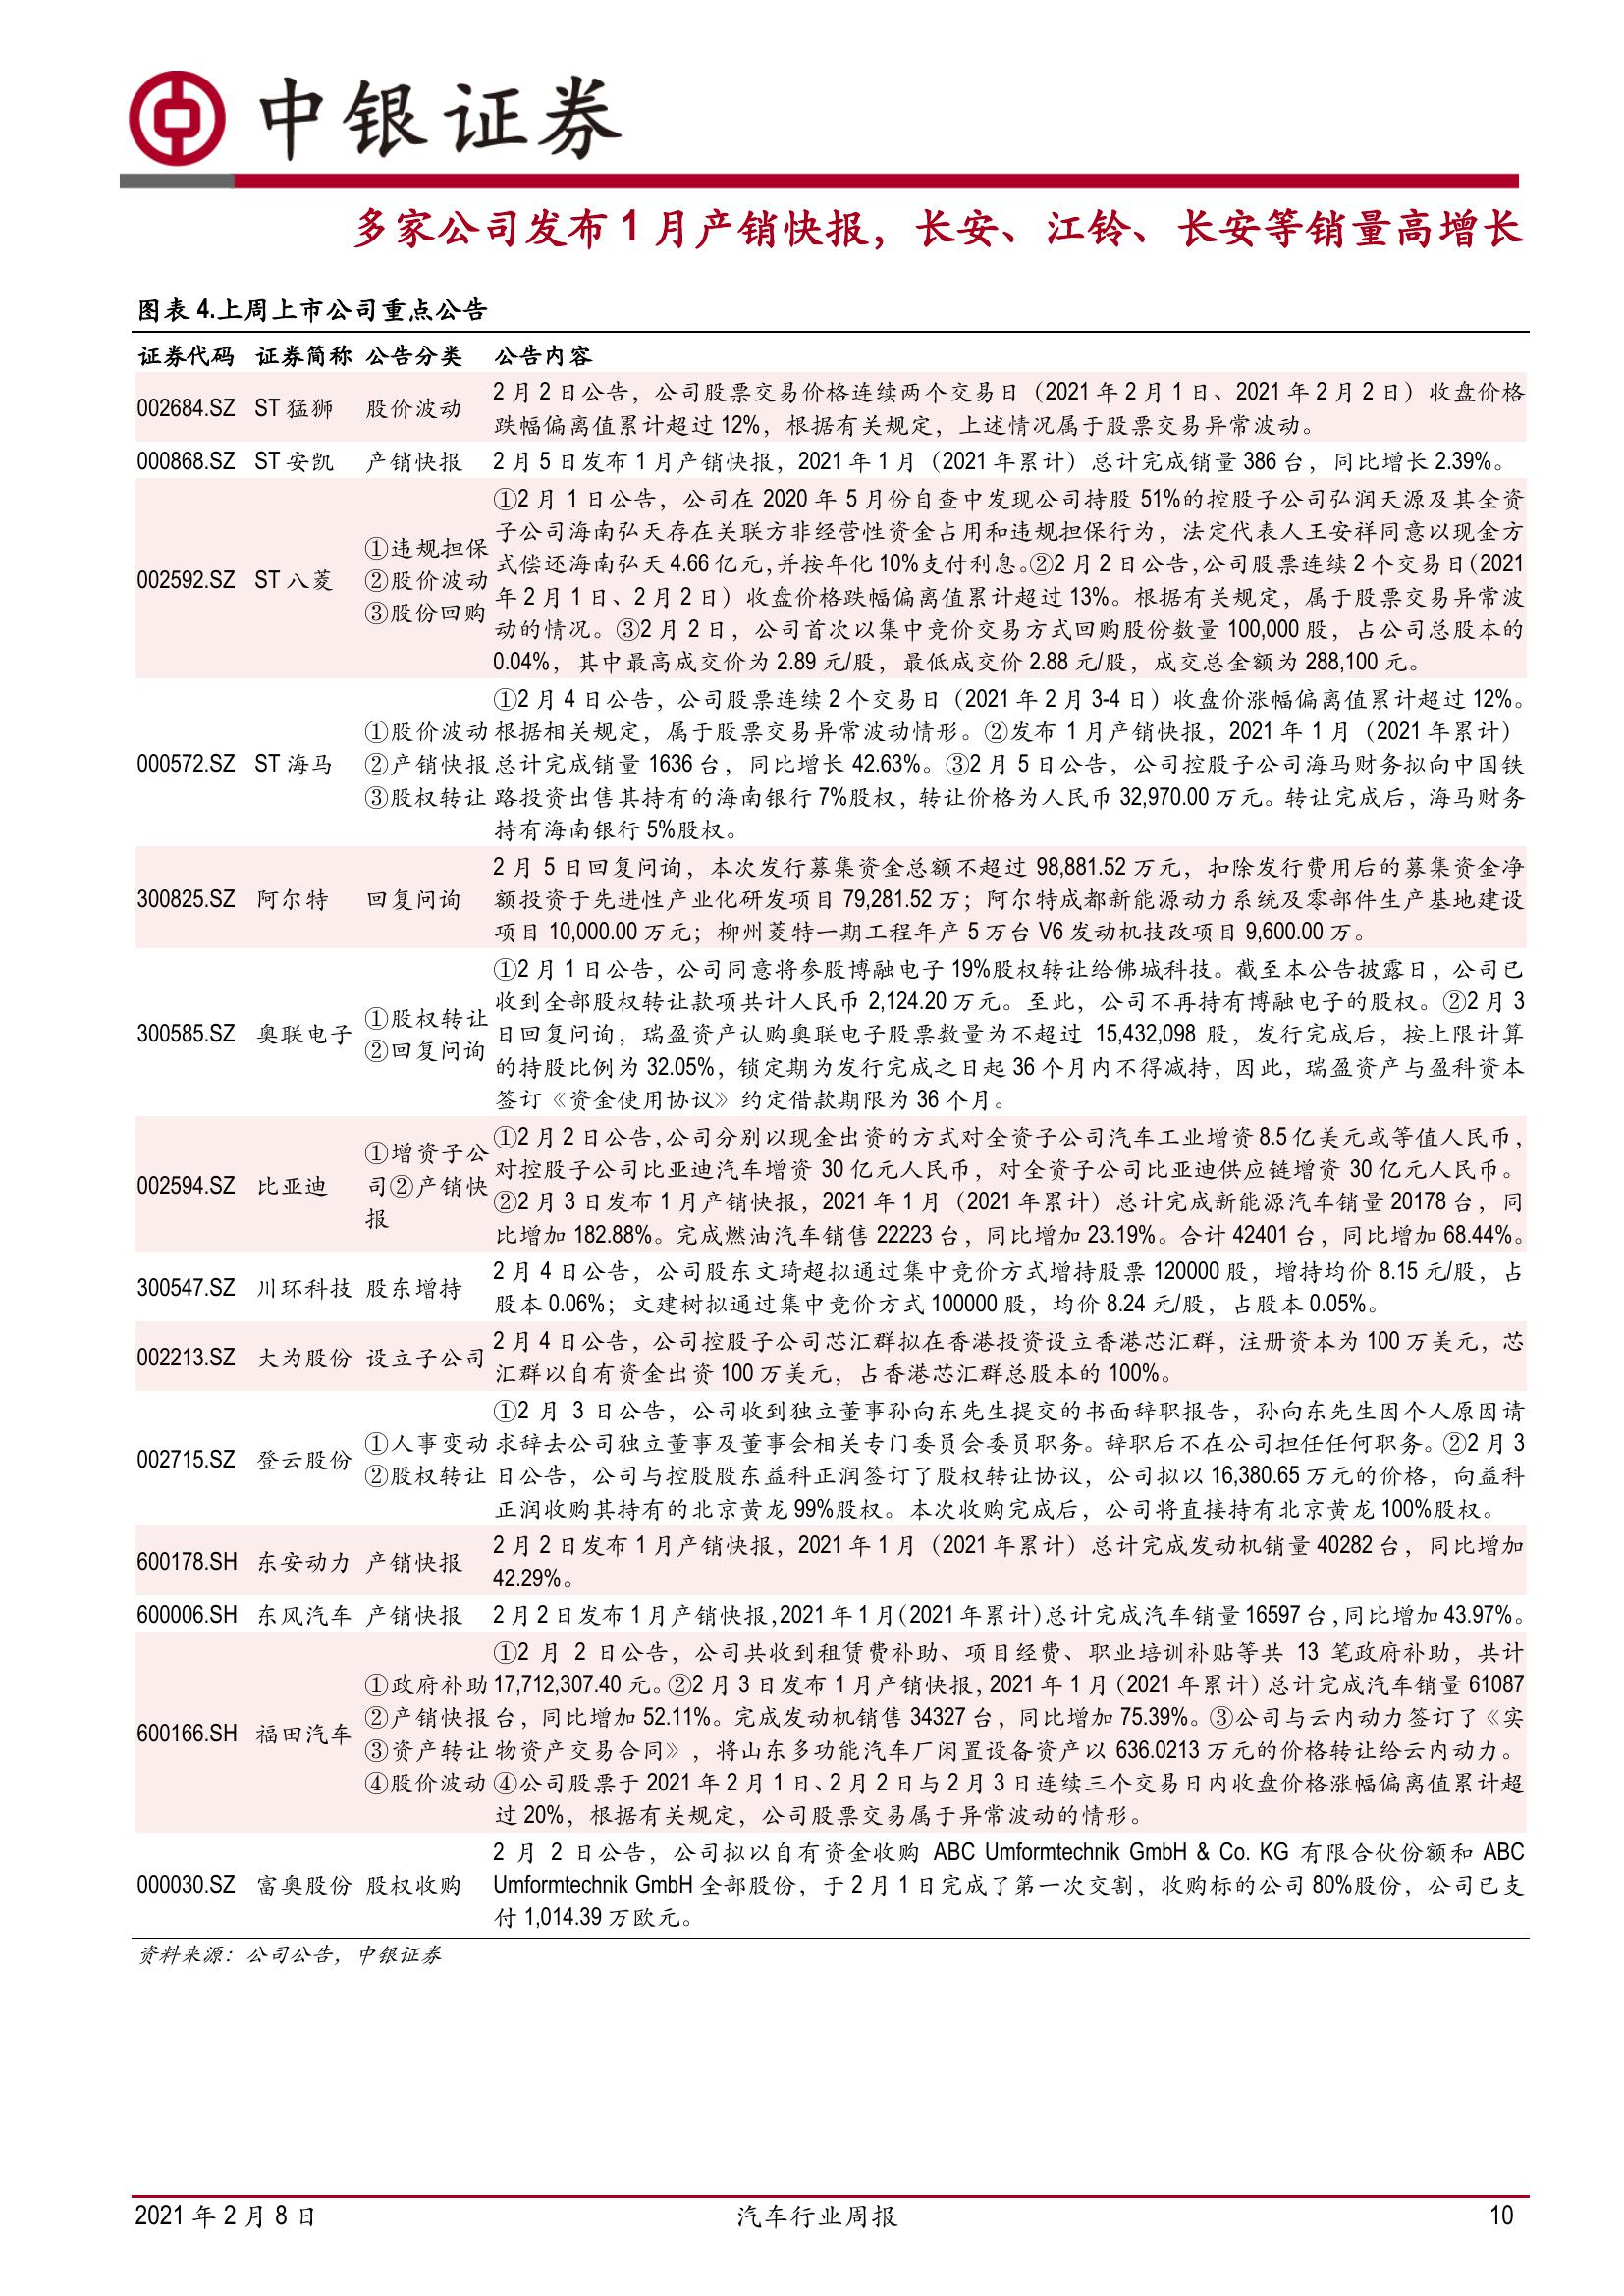 中银证券
多家公司发布 1 月产销快报，长安、江铃、长安等销量高增长
图表 4.上周上市公司重点公告
证券代码 证券简称 公告分类 公告内容
002684.SZ ST 猛狮 股价波动
2 月 2 日公告，公司股票交易价格连续两个交易日（2021 年 2 月 1 日、2021 年 2 月 2 日）收盘价格
跌幅偏离值累计超过 12%，根据有关规定，上述情况属于股票交易异常波动。
000868.SZ ST 安凯 产销快报 2 月 5 日发布 1 月产销快报，2021 年 1 月（2021 年累计）总计完成销量 386 台，同比增长 2.39%。
002592.SZ ST 八菱
①违规担保
②股价波动
③股份回购
①2 月 1 日公告，公司在 2020 年 5 月份自查中发现公司持股 51%的控股子公司弘润天源及其全资
子公司海南弘天存在关联方非经营性资金占用和违规担保行为，法定代表人王安祥同意以现金方
式偿还海南弘天 4.66 亿元,并按年化 10%支付利息。②2 月 2 日公告,公司股票连续 2 个交易日（2021
年 2 月 1 日、2 月 2 日）收盘价格跌幅偏离值累计超过 13%。根据有关规定，属于股票交易异常波
动的情况。③2 月 2 日，公司首次以集中竞价交易方式回购股份数量 100,000 股，占公司总股本的
0.04%，其中最高成交价为 2.89 元/股，最低成交价 2.88 元/股，成交总金额为 288,100 元。
000572.SZ ST 海马
①股价波动
②产销快报
③股权转让
①2 月 4 日公告，公司股票连续 2 个交易日（2021 年 2 月 3-4 日）收盘价涨幅偏离值累计超过 12%。
根据相关规定，属于股票交易异常波动情形。②发布 1 月产销快报，2021 年 1 月（2021 年累计）
总计完成销量 1636 台，同比增长 42.63%。③2 月 5 日公告，公司控股子公司海马财务拟向中国铁
路投资出售其持有的海南银行 7%股权，转让价格为人民币 32,970.00 万元。转让完成后，海马财务
持有海南银行 5%股权。
300825.SZ 阿尔特 回复问询
2 月 5 日回复问询，本次发行募集资金总额不超过 98,881.52 万元，扣除发行费用后的募集资金净
额投资于先进性产业化研发项目 79,281.52 万；阿尔特成都新能源动力系统及零部件生产基地建设
项目 10,000.00 万元；柳州菱特一期工程年产 5 万台 V6 发动机技改项目 9,600.00 万。
300585.SZ 奥联电子
①股权转让
②回复问询
①2 月 1 日公告，公司同意将参股博融电子 19%股权转让给佛城科技。截至本公告披露日，公司已
收到全部股权转让款项共计人民币 2,124.20 万元。至此，公司不再持有博融电子的股权。②2 月 3
日回复问询，瑞盈资产认购奥联电子股票数量为不超过 15,432,098 股，发行完成后，按上限计算
的持股比例为 32.05%，锁定期为发行完成之日起 36 个月内不得减持，因此，瑞盈资产与盈科资本
签订《资金使用协议》约定借款期限为 36 个月。
002594.SZ 比亚迪
①增资子公
司②产销快
报
①2 月 2 日公告,公司分别以现金出资的方式对全资子公司汽车工业增资 8.5 亿美元或等值人民币，
对控股子公司比亚迪汽车增资 30 亿元人民币，对全资子公司比亚迪供应链增资 30 亿元人民币。
②2 月 3 日发布 1 月产销快报，2021 年 1 月（2021 年累计）总计完成新能源汽车销量 20178 台，同
比增加 182.88%。完成燃油汽车销售 22223 台，同比增加 23.19%。合计 42401 台，同比增加 68.44%。
300547.SZ 川环科技 股东增持
2 月 4 日公告，公司股东文琦超拟通过集中竞价方式增持股票 120000 股，增持均价 8.15 元/股，占
股本 0.06%；文建树拟通过集中竞价方式 100000 股，均价 8.24 元/股，占股本 0.05%。
002213.SZ 大为股份 设立子公司
2 月 4 日公告，公司控股子公司芯汇群拟在香港投资设立香港芯汇群，注册资本为 100 万美元，芯
汇群以自有资金出资 100 万美元，占香港芯汇群总股本的 100%。
002715.SZ 登云股份
①人事变动
②股权转让
①2 月 3 日公告，公司收到独立董事孙向东先生提交的书面辞职报告，孙向东先生因个人原因请
求辞去公司独立董事及董事会相关专门委员会委员职务。辞职后不在公司担任任何职务。②2 月 3
日公告，公司与控股股东益科正润签订了股权转让协议，公司拟以 16,380.65 万元的价格，向益科
正润收购其持有的北京黄龙 99%股权。本次收购完成后，公司将直接持有北京黄龙 100%股权。
600178.SH 东安动力 产销快报
2 月 2 日发布 1 月产销快报，2021 年 1 月（2021 年累计）总计完成发动机销量 40282 台，同比增加
42.29%。
600006.SH 东风汽车 产销快报 2 月 2 日发布 1 月产销快报,2021 年 1 月(2021 年累计)总计完成汽车销量 16597 台,同比增加 43.97%。
600166.SH 福田汽车
①政府补助
②产销快报
③资产转让
④股价波动
①2 月 2 日公告，公司共收到租赁费补助、项目经费、职业培训补贴等共 13 笔政府补助，共计
17,712,307.40 元。②2 月 3 日发布 1 月产销快报，2021 年 1 月（2021 年累计）总计完成汽车销量 61087
台，同比增加 52.11%。完成发动机销售 34327 台，同比增加 75.39%。③公司与云内动力签订了《实
物资产交易合同》，将山东多功能汽车厂闲置设备资产以 636.0213 万元的价格转让给云内动力。
④公司股票于 2021 年 2 月 1 日、2 月 2 日与 2 月 3 日连续三个交易日内收盘价格涨幅偏离值累计超
过 20%，根据有关规定，公司股票交易属于异常波动的情形。
000030.SZ 富奥股份 股权收购
2 月 2 日公告，公司拟以自有资金收购 ABC Umformtechnik GmbH & Co. KG 有限合伙份额和 ABC
Umformtechnik GmbH 全部股份，于 2 月 1 日完成了第一次交割，收购标的公司 80%股份，公司已支
付 1,014.39 万欧元。
资料来源：公司公告，中银证券
2021 年 2 月 8 日 汽车行业周报 10